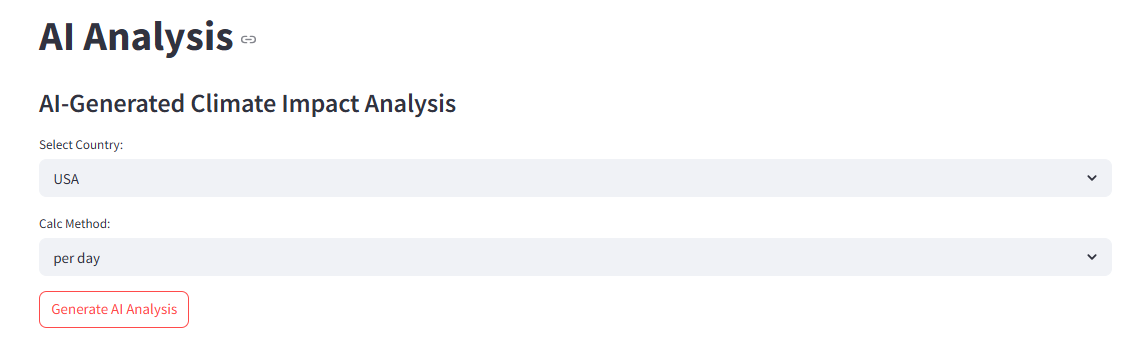 AI Analysis
AI-Generated Climate Impact Analysis
Select Country:
USA
Calc Method:
per day
Generate AI Analysis